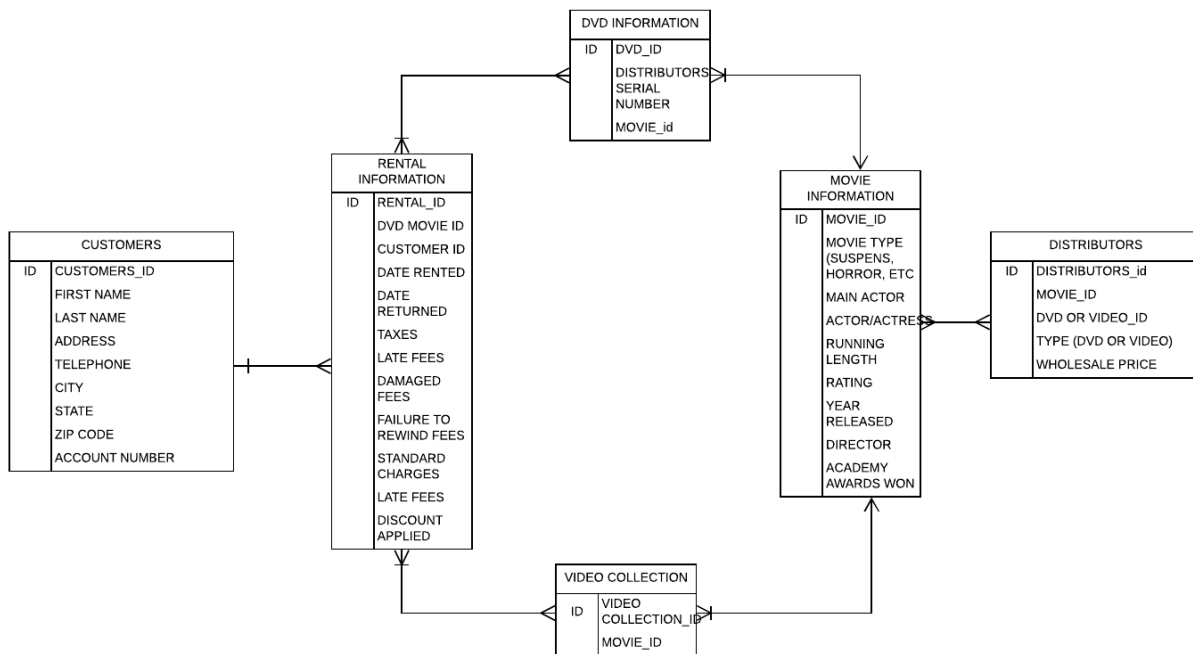 DVD INFORMATION
ID
DVD_ID
DISTRIBUTORS
SERIAL
NUMBER
MOVIE_id
RENTAL
INFORMATION
ID
RENTAL_ID
DVD MOVIE ID
CUSTOMER ID
DATE RENTED
DATE
RETURNED
TAXES
LATE FEES
DAMAGED
FEES
FAILURE TO
REWIND FEES
STANDARD
CHARGES
LATE FEES
DISCOUNT
APPLIED
MOVIE
INFORMATION
ID
MOVIE_ID
MOVIE TYPE
(SUSPENS,
HORROR, ETC
MAIN ACTOR
ACTOR/ACTRESS
RUNNING
LENGTH
RATING
YEAR
RELEASED
DIRECTOR
ACADEMY
AWARDS WON
CUSTOMERS
ID
CUSTOMERS_ID
FIRST NAME
LAST NAME
ADDRESS
TELEPHONE
CITY
STATE
ZIP CODE
ACCOUNT NUMBER
DISTRIBUTORS
ID
DISTRIBUTORS_id
MOVIE_ID
DVD OR VIDEO_ID
TYPE (DVD OR VIDEO)
WHOLESALE PRICE
VIDEO COLLECTION
ID
VIDEO
COLLECTION_ID
MOVIE_ID